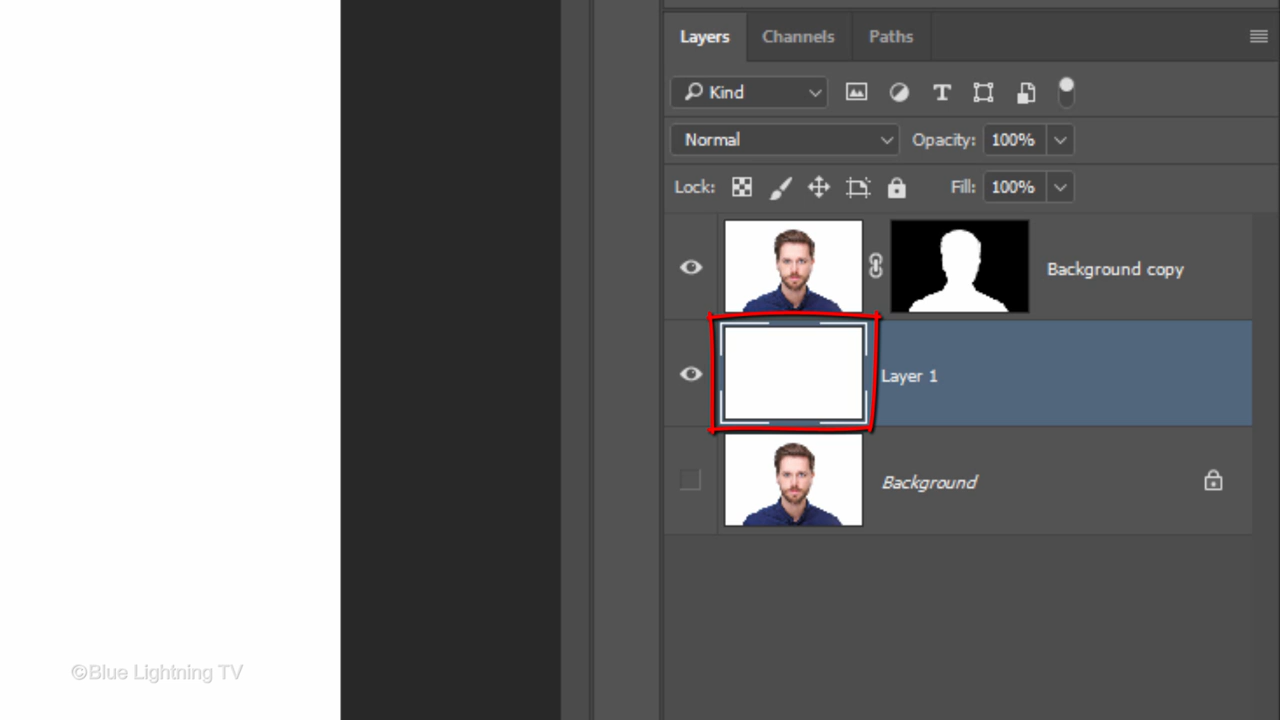 Layers Channels Paths
Kind
Normal Opacity: 100%
Lock: Fill: 100%
Background copy
Layer 1
Background
©Blue Lightning TV